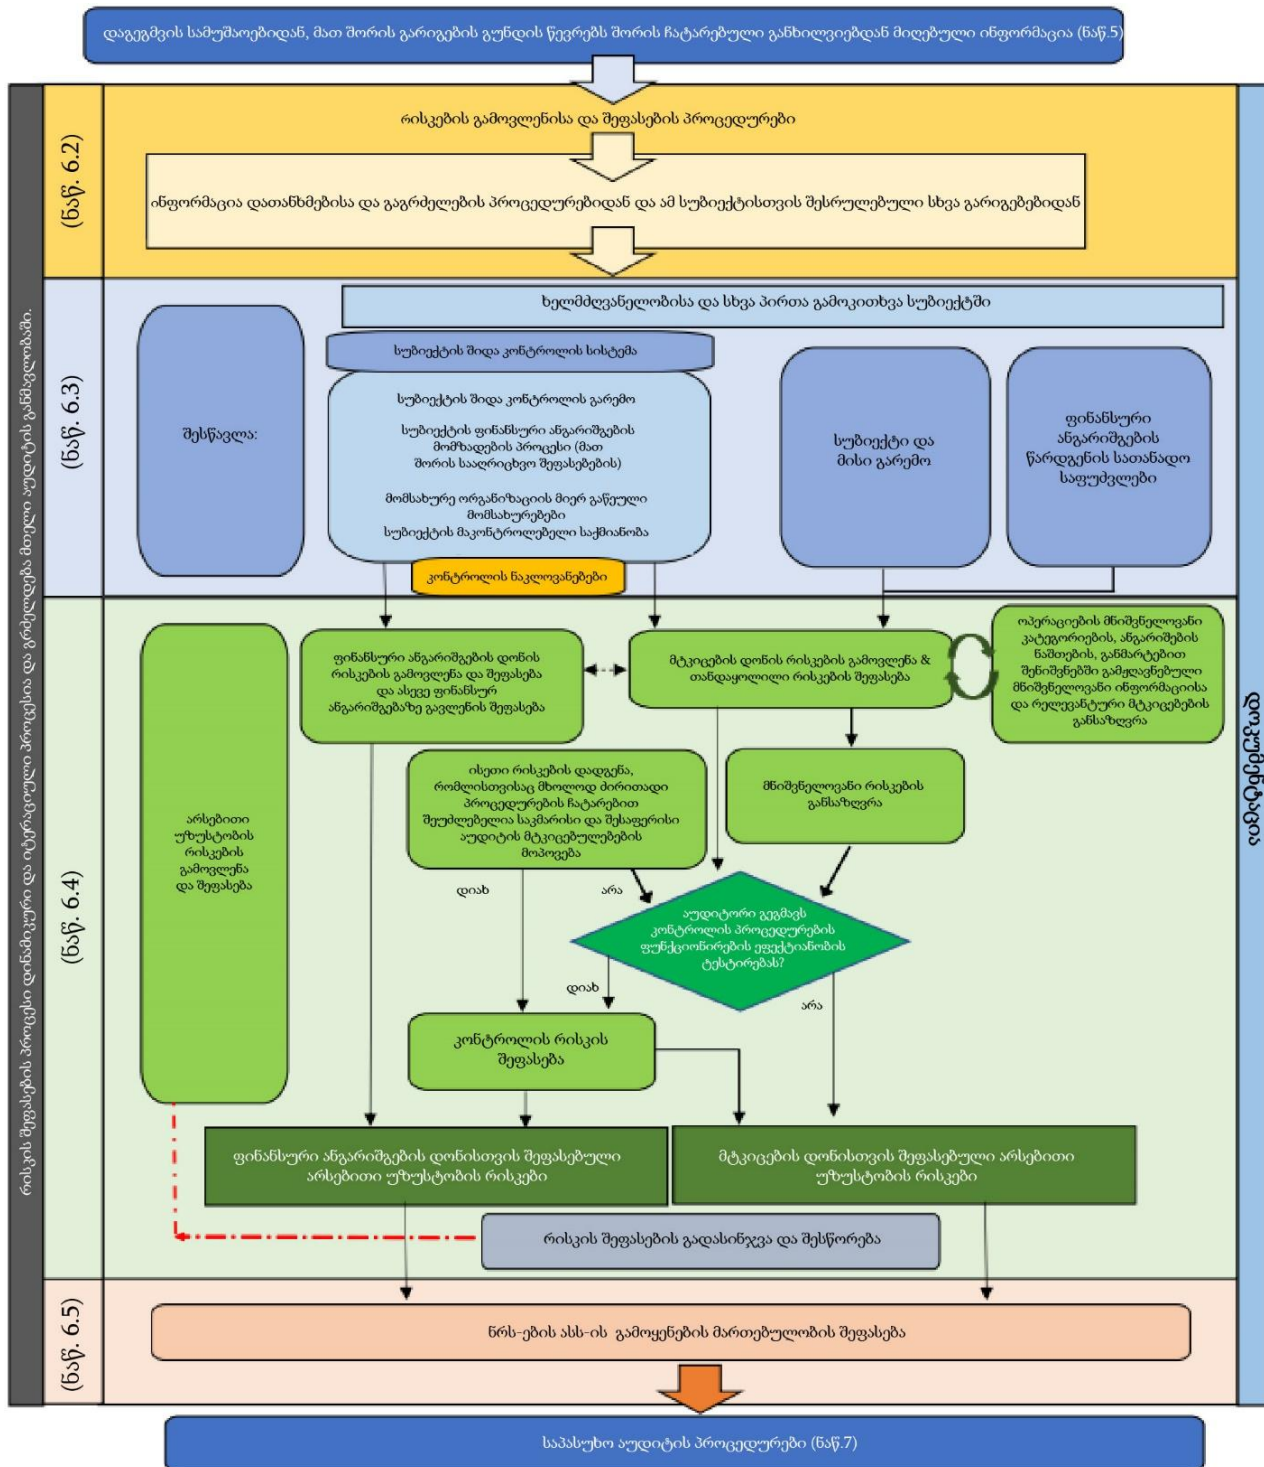 დაგეგმვის სამუშაოებიდან, მათ შორის გარიგების გუნდის წევრებს შორის ჩატარებული განხილვიებდან მიღებული ინფორმაცია (ნაწ.5)
რისკის შეფასების პროცესი დინამიკური და იტერაციული პროცესია და გრძელდება მთელი აუდიტის განმავლობაში.
(ნაწ. 6.2)
რისკების გამოვლენისა და შეფასების პროცედურები
ინფორმაცია დათანხმებისა და გაგრძელების პროცედურებიდან და ამ სუბიექტისთვის შესრულებული სხვა გარიგებებიდან
დოკუმენტაცია
(ნაწ. 6.3)
ხელმძღვანელობისა და სხვა პირთა გამოკითხვა სუბიექტში
შესწავლა:
სუბიექტის შიდა კონტროლის სისტემა
სუბიექტის შიდა კონტროლის გარემო
სუბიექტის ფინანსური ანგარიშგების
მომზადების პროცესი (მათ
შორის სააღრიცხვო შეფასებების)
მომსახურე ორგანიზაციის მიერ გაწეული
მომსახურებები
სუბიექტის მაკონტროლებელი საქმიანობა
კონტროლის ნაკლოვანებები
სუბიექტი და
მისი გარემო
ფინანსური
ანგარიშგების
წარდგენის სათანადო
საფუძვლები
(ნაწ. 6.4)
არსებითი
უზუსტობის
რისკების
გამოვლენა
და შეფასება
ფინანსური ანგარიშგების დონის
რისკების გამოვლენა და შეფასება
და ასევე ფინანსურ
ანგარიშგებაზე გავლენის შეფასება
მტკიცების დონის რისკების გამოვლენა &
თანდაყოლილი რისკების შეფასება
ოპერაციების მნიშვნელოვანი
კატეგორიების, ანგარიშების
ნაშთების, განმარტებით
შენიშვნებში გამჟღავნებული
მნიშვნელოვანი ინფორმაციისა
და რელევანტური მტკიცებების
განსაზღვრა
ისეთი რისკების დადგენა,
რომლისთვისაც მხოლოდ ძირითადი
პროცედურების ჩატარებით
შეუძლებელია საკმარისი და შესაფერისი
აუდიტის მტკიცებულებების
მოპოვება
მნიშვნელოვანი რისკების
განსაზღვრა
დიახ
არა
აუდიტორი გეგმავს
კონტროლის პროცედურების
ფუნქციონირების ეფექტიანობის
ტესტირებას?
დიახ
არა
კონტროლის რისკის
შეფასება
ფინანსური ანგარიშგების დონისთვის შეფასებული
არსებითი უზუსტობის რისკები
მტკიცების დონისთვის შეფასებული არსებითი
უზუსტობის რისკები
რისკის შეფასების გადასინჯვა და შესწორება
(ნაწ. 6.5)
ნრს-ების ასს-ის გამოყენების მართებულობის შეფასება
საპასუხო აუდიტის პროცედურები (ნაწ.7)